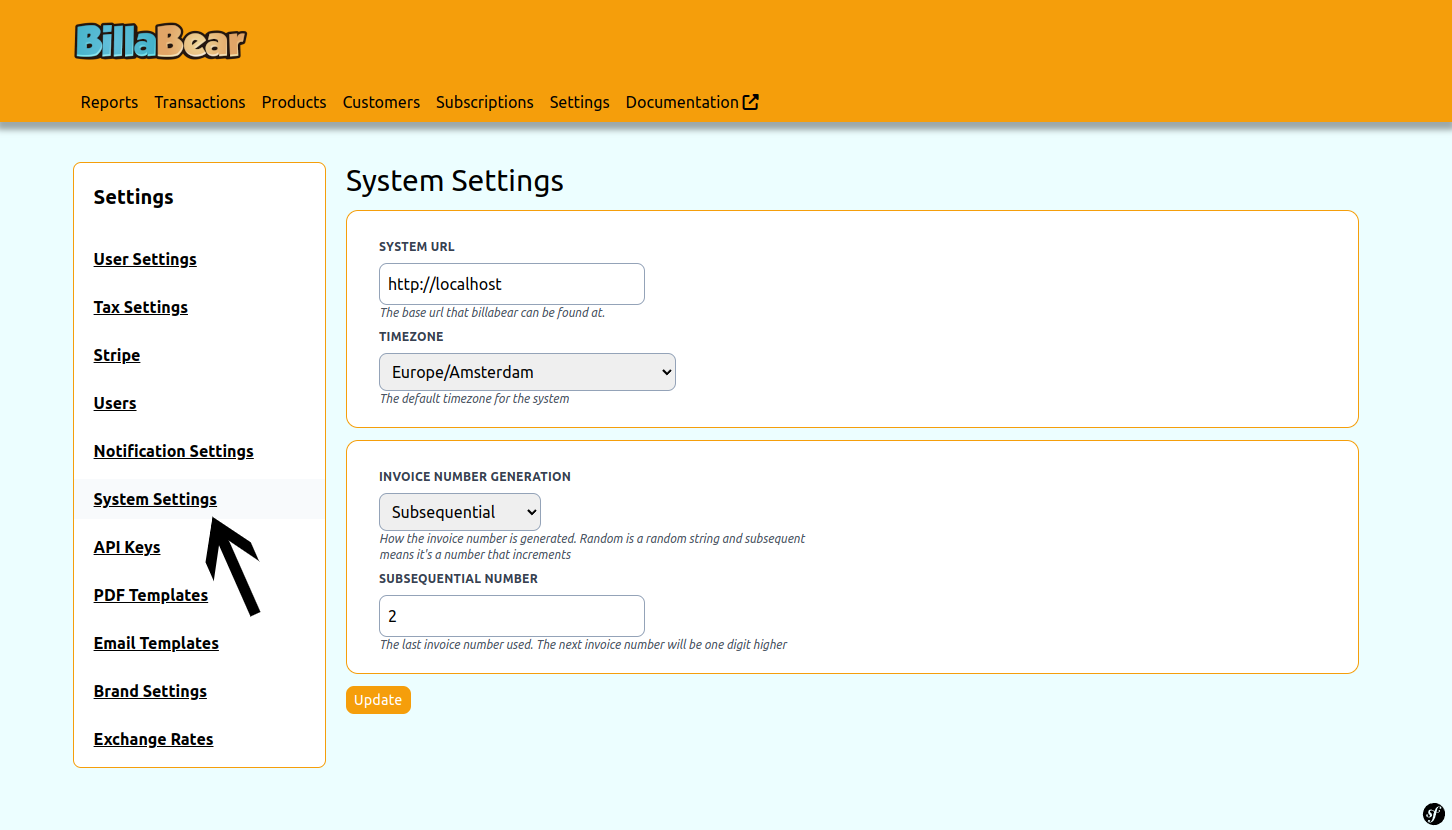 BillaBear
Reports Transactions Products Customers Subscriptions Settings Documentation
Settings
User Settings
Tax Settings
Stripe
Users
Notification Settings
System Settings
API Keys
PDF Templates
Email Templates
Brand Settings
Exchange Rates
System Settings
SYSTEM URL
http://localhost
The base url that billabear can be found at.
TIMEZONE
Europe/Amsterdam
The default timezone for the system
INVOICE NUMBER GENERATION
Subsequential
How the invoice number is generated. Random is a random string and subsequent
means it's a number that increments
SUBSEQUENTIAL NUMBER
2
The last invoice number used. The next invoice number will be one digit higher
Update
sf